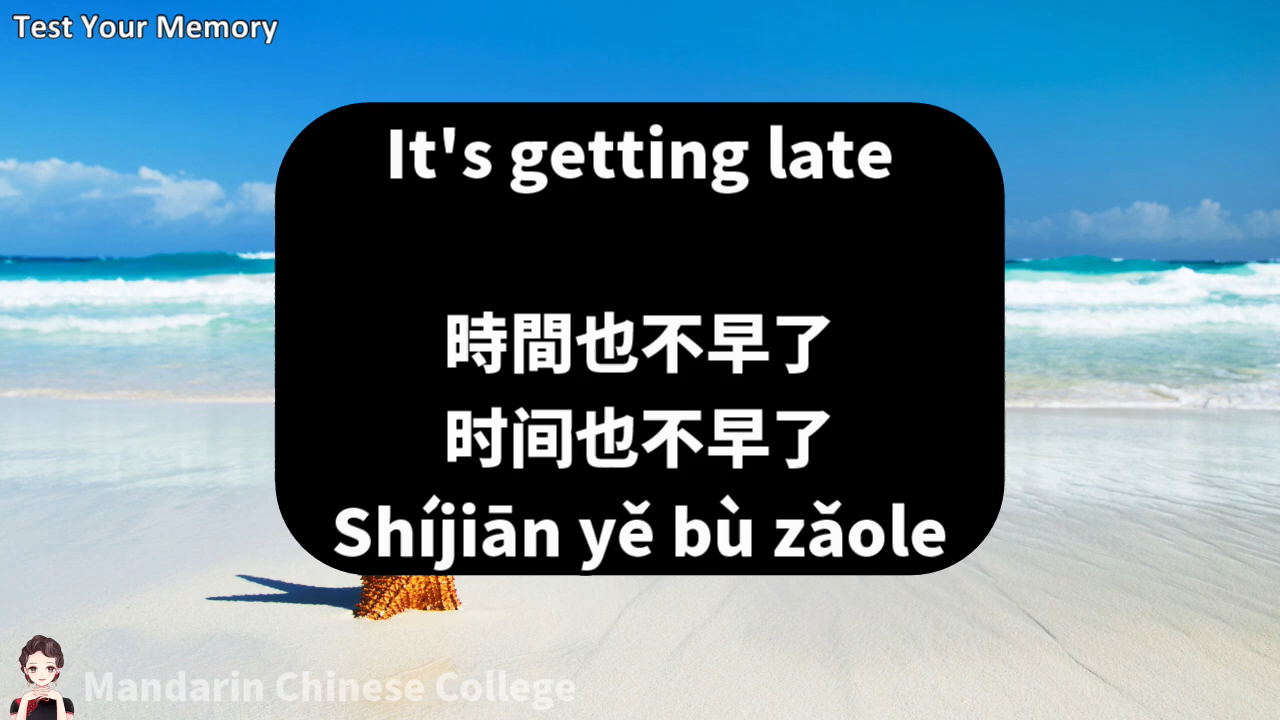 Test Your Memory
It's getting late
時間也不早了
时间也不早了
Shíjiān yě bù zǎole
Mandarin Chinese College